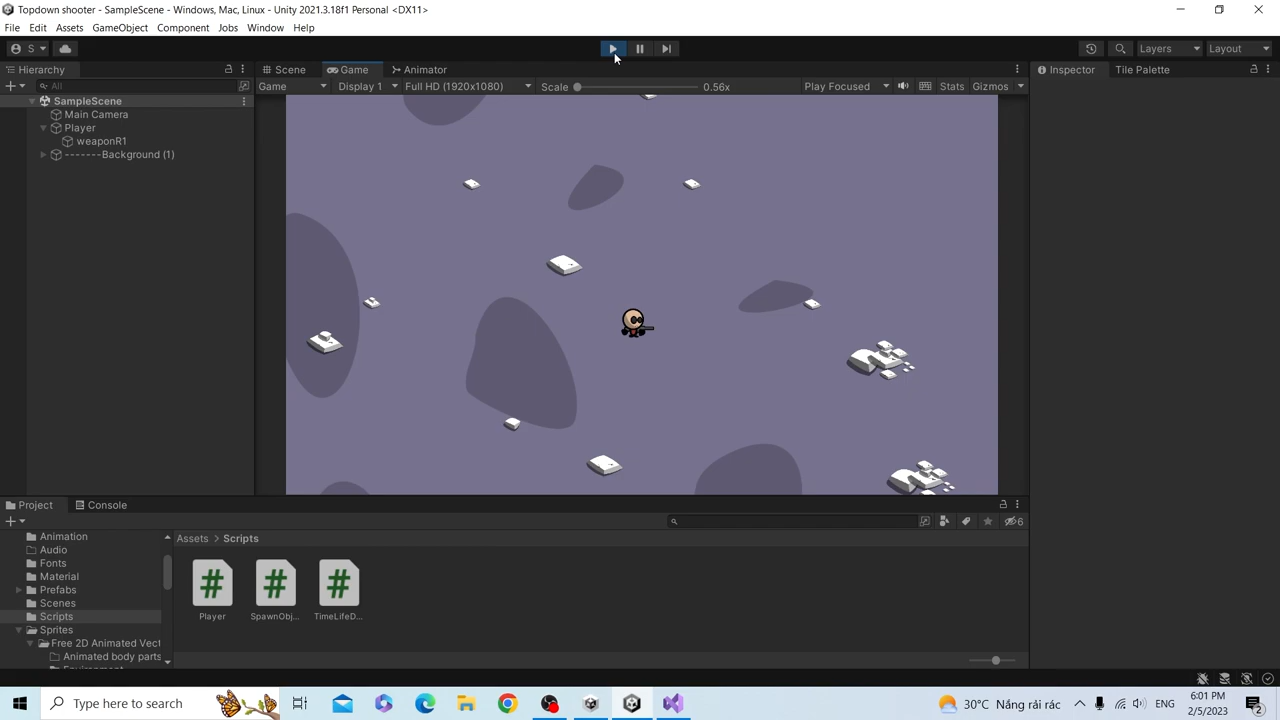 Topdown shooter - SampleScene - Windows, Mac, Linux - Unity 2021.3.18f1 Personal <DX11>
File Edit Assets GameObject Component Jobs Window Help
S Layers Layout
Hierarchy Scene Game Animator Inspector Tile Palette
All Game Display 1 Full HD (1920x1080) Scale 0.56x Play Focused Stats Gizmos
SampleScene
Main Camera
Player
weaponR1
-------Background (1)
Project Console
6
Animation
Assets > Scripts
Audio
Fonts
Material
Prefabs
Scenes
Scripts
Player SpawnObj... TimeLifeD...
Sprites
Free 2D Animated Vect
Animated body parts
Type here to search
30°C Nắng rải rác
ENG
6:01 PM
2/5/2023
2